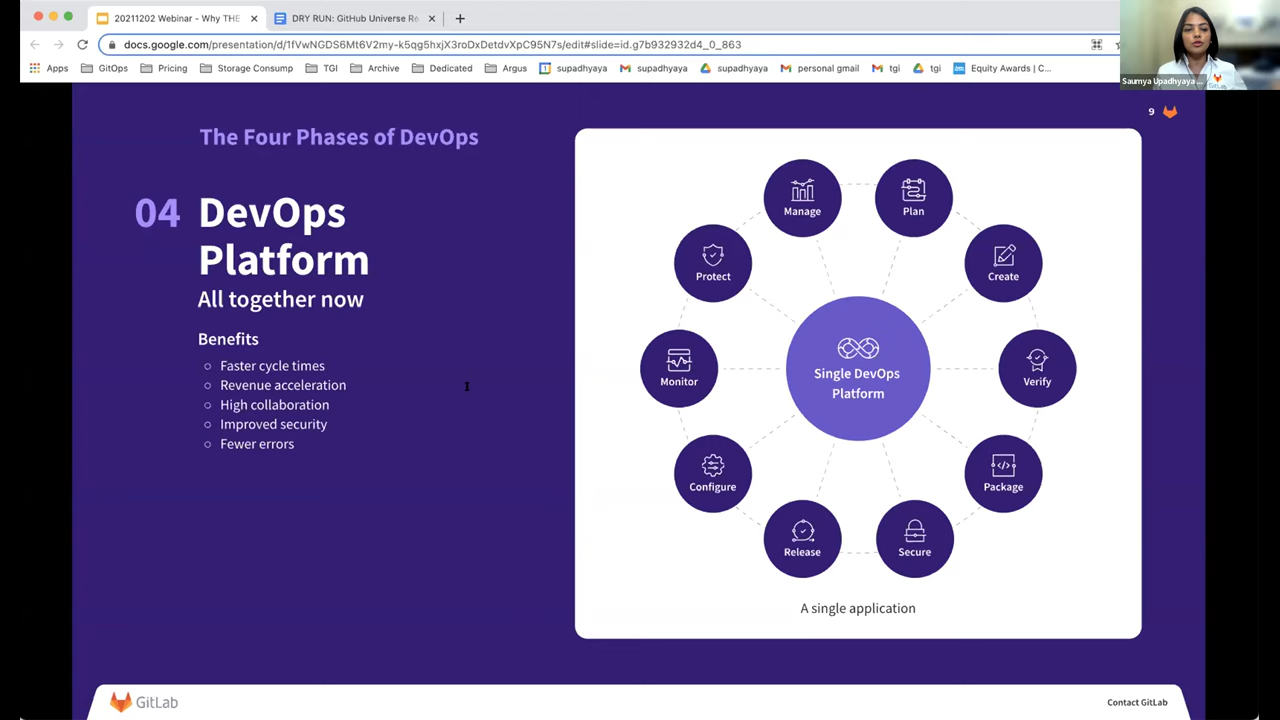 20211202 Webinar - Why THE
DRY RUN: GitHub Universe Re
docs.google.com/presentation/d/1fVwNGDS6Mt6V2my-k5qg5hxjX3roDxDetdvXpC95N7s/edit#slide=id.g7b932932d4_0_863
Apps GitOps Pricing Storage Consump TGI Archive Dedicated Argus supadhyaya supadhyaya supadhyaya personal gmail tgi tgi Equity Awards | C...
Saumya Upadhyaya ...
GitLab
9
The Four Phases of DevOps
04 DevOps
Platform
All together now
Benefits
Faster cycle times
Revenue acceleration
High collaboration
Improved security
Fewer errors
Manage
Plan
Protect
Create
Monitor
Single DevOps
Platform
Verify
Configure
Package
Release
Secure
A single application
GitLab
Contact GitLab